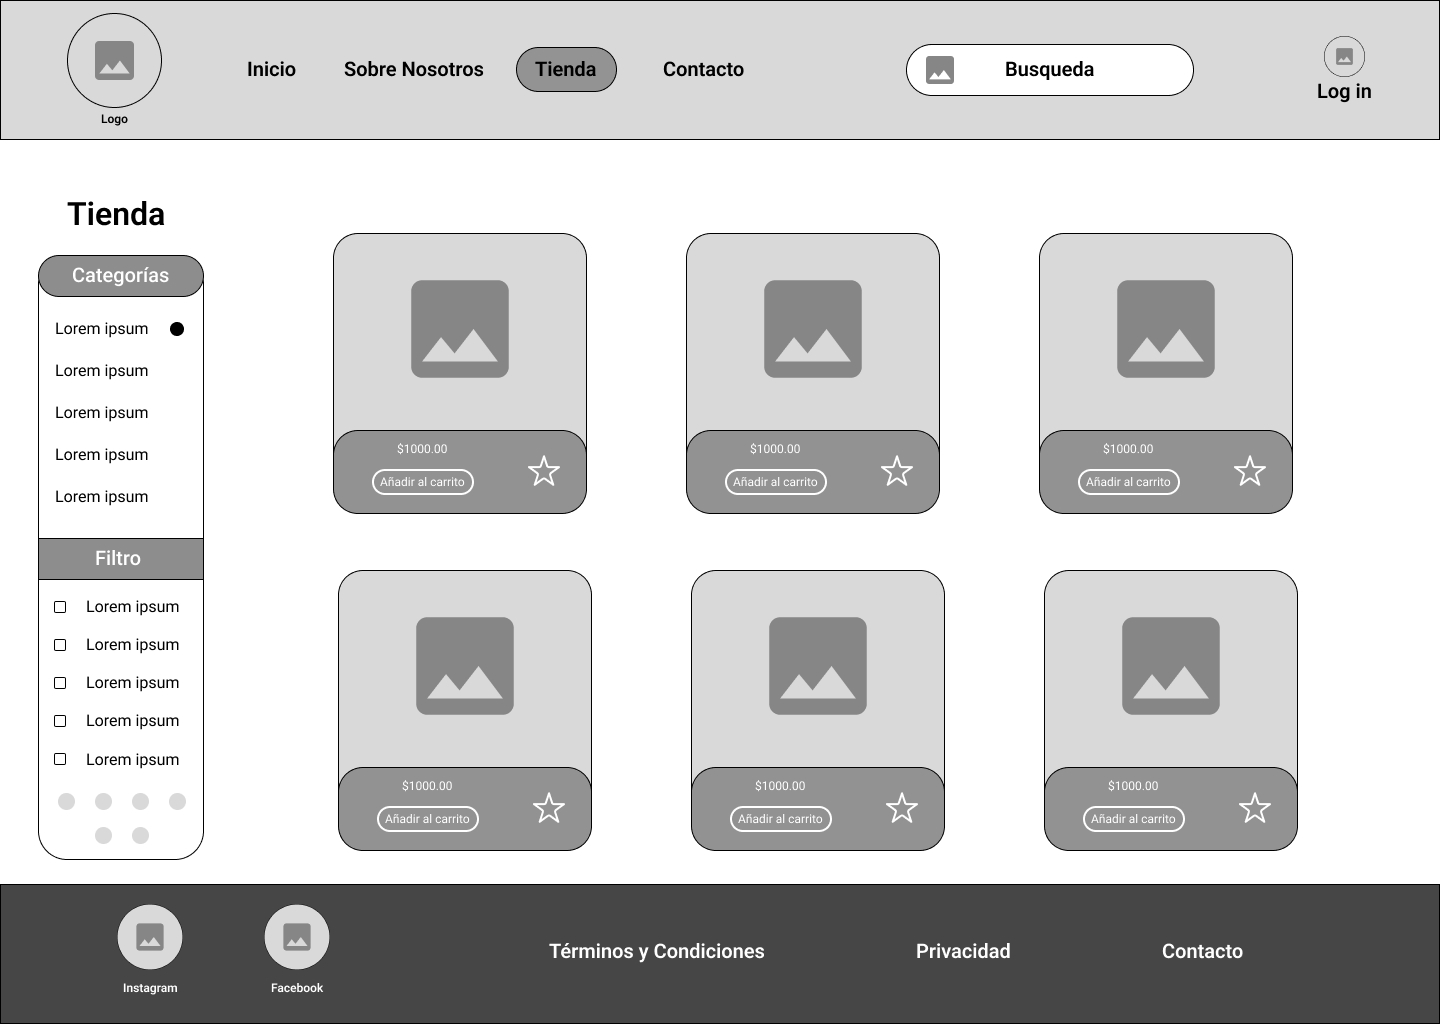 Logo
Inicio
Sobre Nosotros
Tienda
Contacto
Busqueda
Log in
Tienda
Categorías
Lorem ipsum
Lorem ipsum
Lorem ipsum
Lorem ipsum
Lorem ipsum
Filtro
Lorem ipsum
Lorem ipsum
Lorem ipsum
Lorem ipsum
Lorem ipsum
$1000.00
Añadir al carrito
$1000.00
Añadir al carrito
$1000.00
Añadir al carrito
$1000.00
Añadir al carrito
$1000.00
Añadir al carrito
$1000.00
Añadir al carrito
Instagram
Facebook
Términos y Condiciones
Privacidad
Contacto